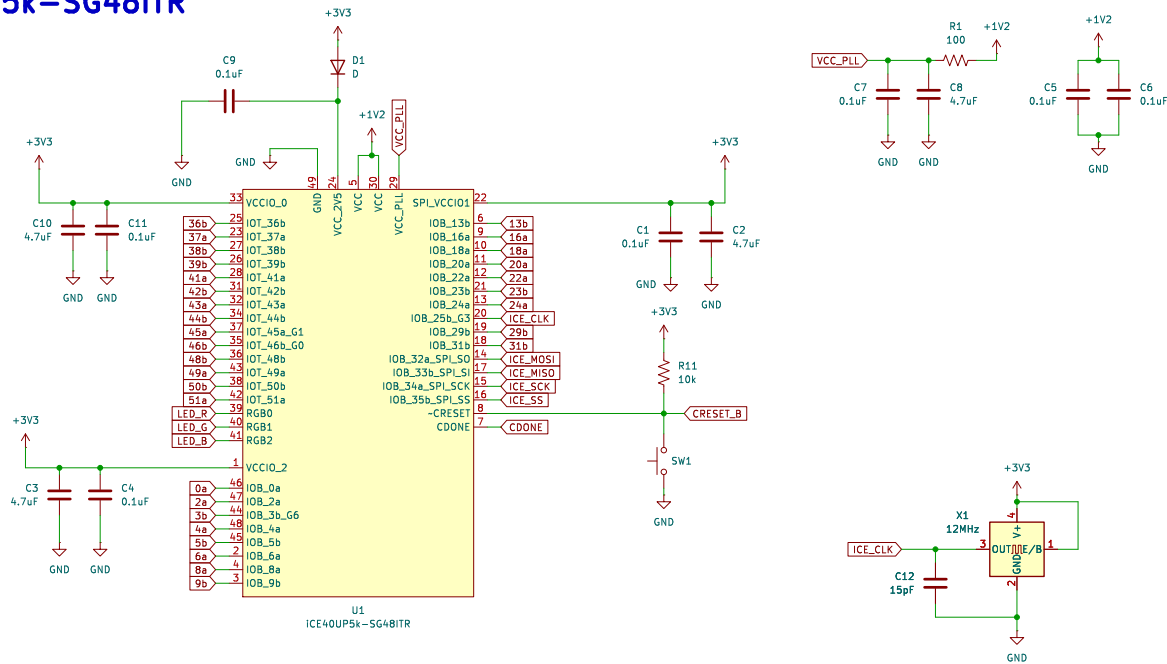 5k-SG48ITR
+3V3
D1
D
C9
0.1uF
GND
GND
+1V2
VCC_PLL
VCC_PLL
R1
100
+1V2
C7
0.1uF
C8
4.7uF
GND
GND
+1V2
C5
0.1uF
C6
0.1uF
GND
+3V3
C10
4.7uF
C11
0.1uF
GND
GND
49
24
5
30
29
GND
VCC_2V5
VCC
VCC
VCC_PLL
33 VCCIO_0
36b 25 IOT_36b
37a 23 IOT_37a
38b 27 IOT_38b
39b 26 IOT_39b
41a 28 IOT_41a
42b 31 IOT_42b
43a 32 IOT_43a
44b 34 IOT_44b
45a 37 IOT_45a_G1
46b 35 IOT_46b_G0
48b 36 IOT_48b
49a 43 IOT_49a
50b 38 IOT_50b
51a 42 IOT_51a
LED_R 39 RGB0
LED_G 40 RGB1
LED_B 41 RGB2
1 VCCIO_2
0a 46 IOB_0a
2a 47 IOB_2a
3b 44 IOB_3b_G6
4a 48 IOB_4a
5b 45 IOB_5b
6a 2 IOB_6a
8a 4 IOB_8a
9b 3 IOB_9b
SPI_VCCIO1 22
IOB_13b 6 13b
IOB_16a 9 16a
IOB_18a 10 18a
IOB_20a 11 20a
IOB_22a 12 22a
IOB_23b 21 23b
IOB_24a 13 24a
IOB_25b_G3 20 ICE_CLK
IOB_29b 19 29b
IOB_31b 18 31b
IOB_32a_SPI_SO 14 ICE_MOSI
IOB_33b_SPI_SI 17 ICE_MISO
IOB_34a_SPI_SCK 15 ICE_SCK
IOB_35b_SPI_SS 16 ICE_SS
~CRESET 8 CRESET_B
CDONE 7 CDONE
U1
iCE40UP5k-SG48ITR
+3V3
C3
4.7uF
C4
0.1uF
GND
GND
+3V3
C1
0.1uF
C2
4.7uF
GND
GND
+3V3
R11
10k
SW1
GND
+3V3
X1
12MHz
4
V+
ICE_CLK
3 OUT E/B 1
GND
2
C12
15pF
GND